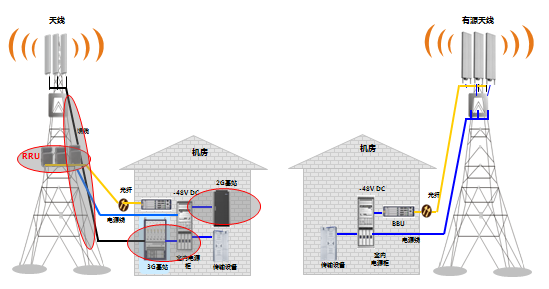 天线
有源天线
馈线
RRU
机房
机房
光纤
-48V DC
2G基站
电源线
3G基站
室内电源柜
传输设备
-48V DC
光纤
BBU
电源线
传输设备
室内
电源柜